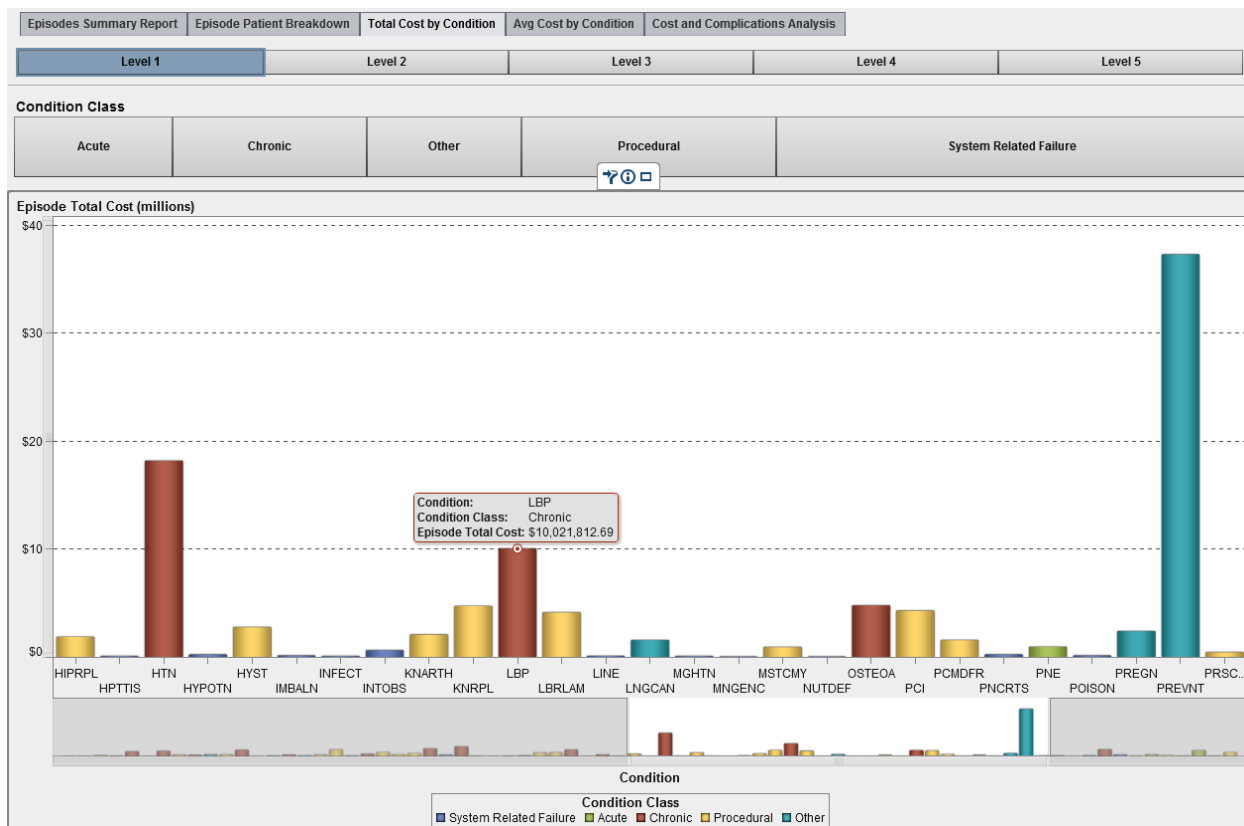 Episodes Summary Report Episode Patient Breakdown Total Cost by Condition Avg Cost by Condition Cost and Complications Analysis
Level 1 Level 2 Level 3 Level 4 Level 5
Condition Class
Acute Chronic Other Procedural System Related Failure
Episode Total Cost (millions)
$40
$30
$20
$10
$0
Condition: LBP
Condition Class: Chronic
Episode Total Cost: $10,021,812.69
HIPRPL HTN HYST INFECT KNARTH LBP LINE MGHTN MSTCMY OSTEOA PCMDFR PNE PREGN PRSC..
HPTTIS HYPOTN IMBALN INTOBS KNRPL LBRLAM LNGCAN MNGENC NUTDEF PCI PNCRTS POISON PREVNT
Condition
Condition Class
System Related Failure Acute Chronic Procedural Other